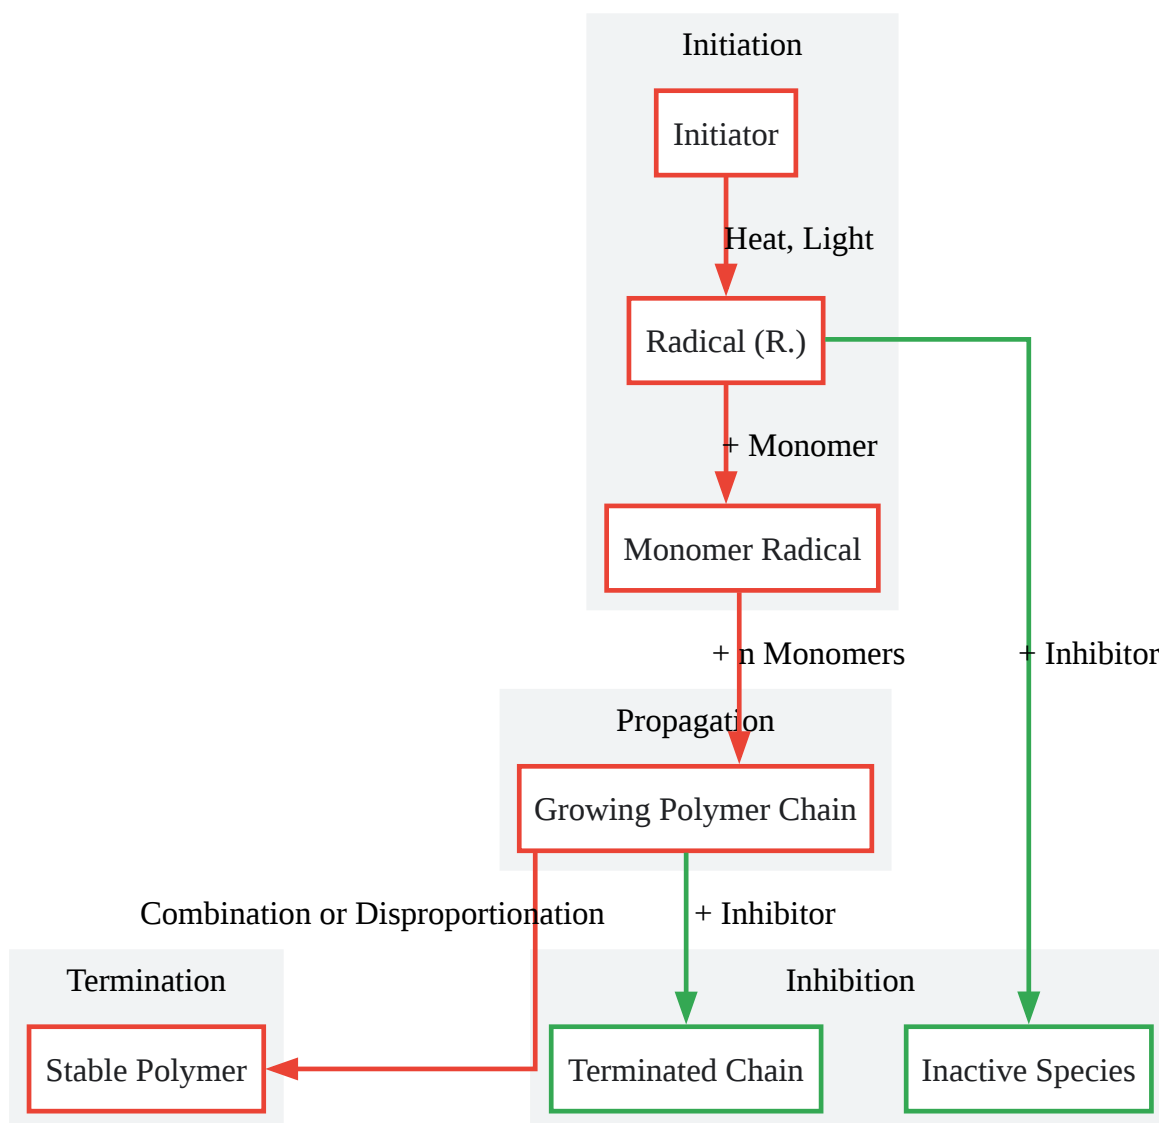 Initiation
Initiator
Heat, Light
Radical (R.)
+ Monomer
Monomer Radical
+ n Monomers
+ Inhibitor
Propagation
Growing Polymer Chain
Combination or Disproportionation
+ Inhibitor
Termination
Inhibition
Stable Polymer
Terminated Chain
Inactive Species